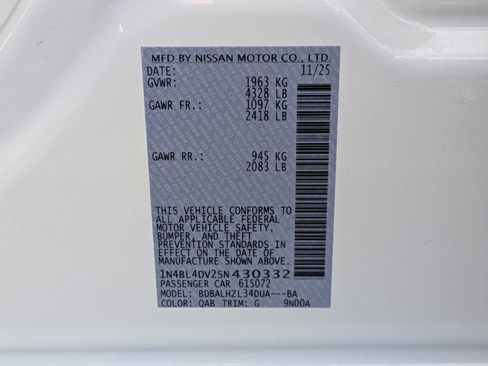 MFD BY NISSAN MOTOR CO., LTD.
DATE: 11/25
GVWR: 1963 KG
4328 LB
GAWR FR.: 1097 KG
2418 LB
GAWR RR.: 945 KG
2083 LB
THIS VEHICLE CONFORMS TO
ALL APPLICABLE FEDERAL
MOTOR VEHICLE SAFETY,
BUMPER, AND THEFT
PREVENTION STANDARDS IN
EFFECT ON THE DATE OF
MANUFACTURE SHOWN ABOVE.
1N4BL4DV2SN430332
PASSENGER CAR 615072
MODEL: BDBALHZL34DUA---BA
COLOR: QAB TRIM: G 9N00A